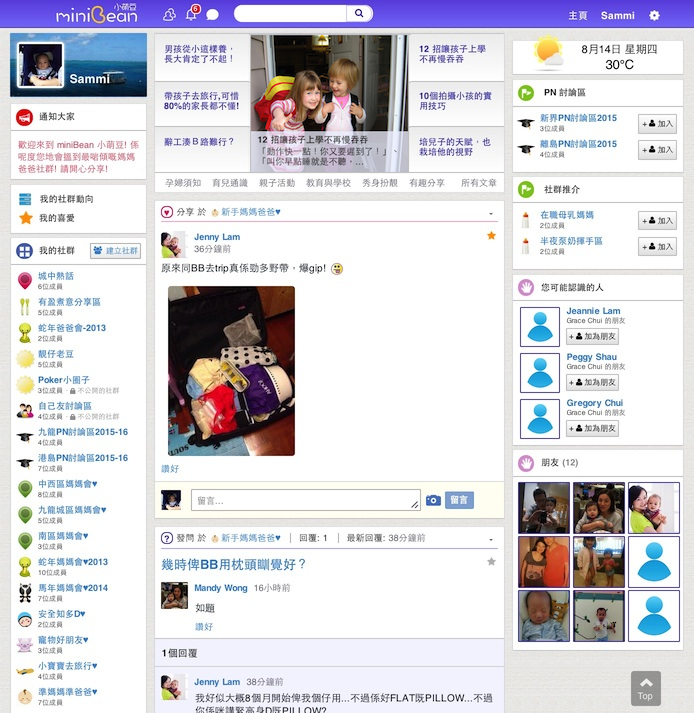 小萌豆
miniBean
6
主頁 Sammi
Sammi
通知大家
歡迎來到 miniBean 小萌豆! 係
呢度您地會搵到最啱傾嘅媽媽
爸爸社群! 請開心分享!
我的社群動向
我的喜愛
我的社群
建立社群
城中熱話
6位成員
有盈煮意分享區
5位成員
蛇年爸爸會-2013
2位成員
靚仔老豆
5位成員
Poker小圈子
3位成員 · 不公開的社群
自己友討論區
4位成員 · 不公開的社群
九龍PN討論區2015-16
4位成員
港島PN討論區2015-16
7位成員
中西區媽媽會♥
8位成員
九龍城區媽媽會♥
5位成員
南區媽媽會♥
3位成員
蛇年媽媽會♥2013
10位成員
馬年媽媽會♥2014
7位成員
安全知多D♥
2位成員
寵物好朋友♥
3位成員
小寶寶去旅行♥
4位成員
準媽媽準爸爸♥
7位成員
男孩從小這樣養，
長大肯定了不起！
帶孩子去旅行,可惜
80%的家長都不懂!
辭工湊Ｂ路難行？
12 招讓孩子上學不再慢吞吞
「動作快一點！你又要遲到了！」、
「叫你早點睡就是不聽，...
12 招讓孩子上學
不再慢吞吞
10個拍攝小孩的實
用技巧
培兒子的天賦，也
栽培他的視野
孕婦須知 育兒通識 親子活動 教育與學校 秀身扮靚 有趣分享 所有文章
分享 於 新手媽媽爸爸♥
Jenny Lam
36分鐘前
原來同BB去trip真係勁多野帶，爆gip!
讚好
留言...
留言
發問 於 新手媽媽爸爸♥ | 回覆: 1 | 最新回覆: 38分鐘前
幾時俾BB用枕頭瞓覺好？
Mandy Wong 16小時前
如題
讚好
1個回覆
Jenny Lam 38分鐘前
我好似大概8個月開始俾我個仔用...不過係好FLAT既PILLOW...不過
你係咪講緊高身D既PILLOW?
8月14日 星期四
30°C
PN 討論區
新界PN討論區2015
3位成員
+ 加入
離島PN討論區2015
4位成員
+ 加入
社群推介
在職母乳媽媽
2位成員
+ 加入
半夜泵奶揮手區
2位成員
+ 加入
您可能認識的人
Jeannie Lam
Grace Chui 的朋友
+ 加為朋友
Peggy Shau
Grace Chui 的朋友
+ 加為朋友
Gregory Chui
Grace Chui 的朋友
+ 加為朋友
朋友 (12)
Top